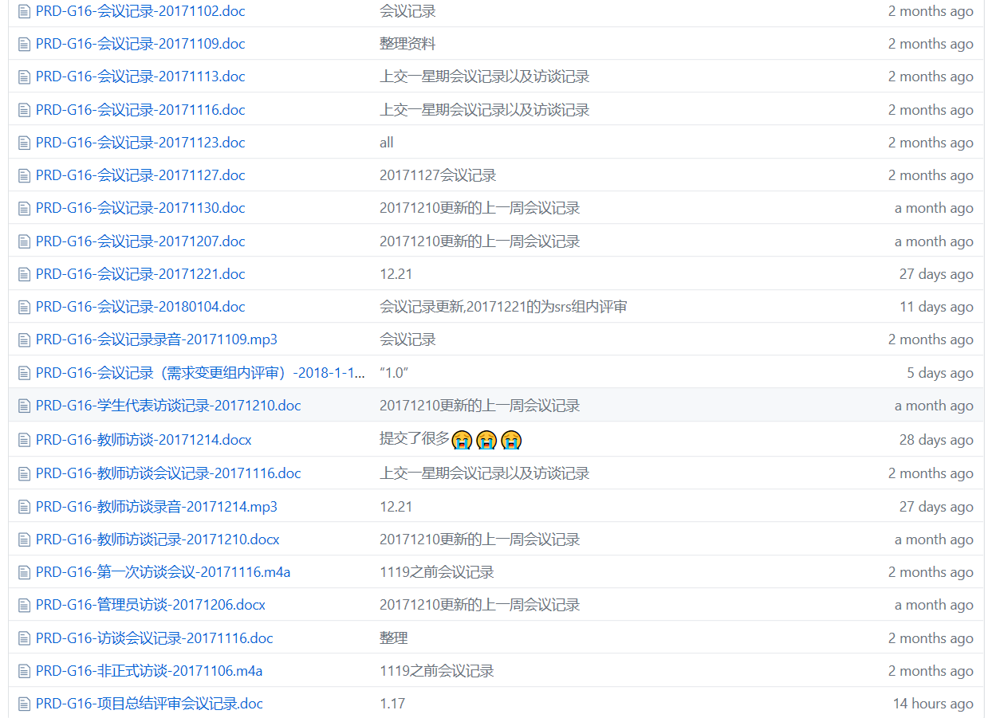 PRD-G16-会议记录-20171102.doc 会议记录 2 months ago
PRD-G16-会议记录-20171109.doc 整理资料 2 months ago
PRD-G16-会议记录-20171113.doc 上交一星期会议记录以及访谈记录 2 months ago
PRD-G16-会议记录-20171116.doc 上交一星期会议记录以及访谈记录 2 months ago
PRD-G16-会议记录-20171123.doc all 2 months ago
PRD-G16-会议记录-20171127.doc 20171127会议记录 2 months ago
PRD-G16-会议记录-20171130.doc 20171210更新的上一周会议记录 a month ago
PRD-G16-会议记录-20171207.doc 20171210更新的上一周会议记录 a month ago
PRD-G16-会议记录-20171221.doc 12.21 27 days ago
PRD-G16-会议记录-20180104.doc 会议记录更新,20171221的为srs组内评审 11 days ago
PRD-G16-会议记录录音-20171109.mp3 会议记录 2 months ago
PRD-G16-会议记录（需求变更组内评审）-2018-1-1... “1.0” 5 days ago
PRD-G16-学生代表访谈记录-20171210.doc 20171210更新的上一周会议记录 a month ago
PRD-G16-教师访谈-20171214.docx 提交了很多😭😭😭 28 days ago
PRD-G16-教师访谈会议记录-20171116.doc 上交一星期会议记录以及访谈记录 2 months ago
PRD-G16-教师访谈录音-20171214.mp3 12.21 27 days ago
PRD-G16-教师访谈记录-20171210.docx 20171210更新的上一周会议记录 a month ago
PRD-G16-第一次访谈会议-20171116.m4a 1119之前会议记录 2 months ago
PRD-G16-管理员访谈-20171206.docx 20171210更新的上一周会议记录 a month ago
PRD-G16-访谈会议记录-20171116.doc 整理 2 months ago
PRD-G16-非正式访谈-20171106.m4a 1119之前会议记录 2 months ago
PRD-G16-项目总结评审会议记录.doc 1.17 14 hours ago